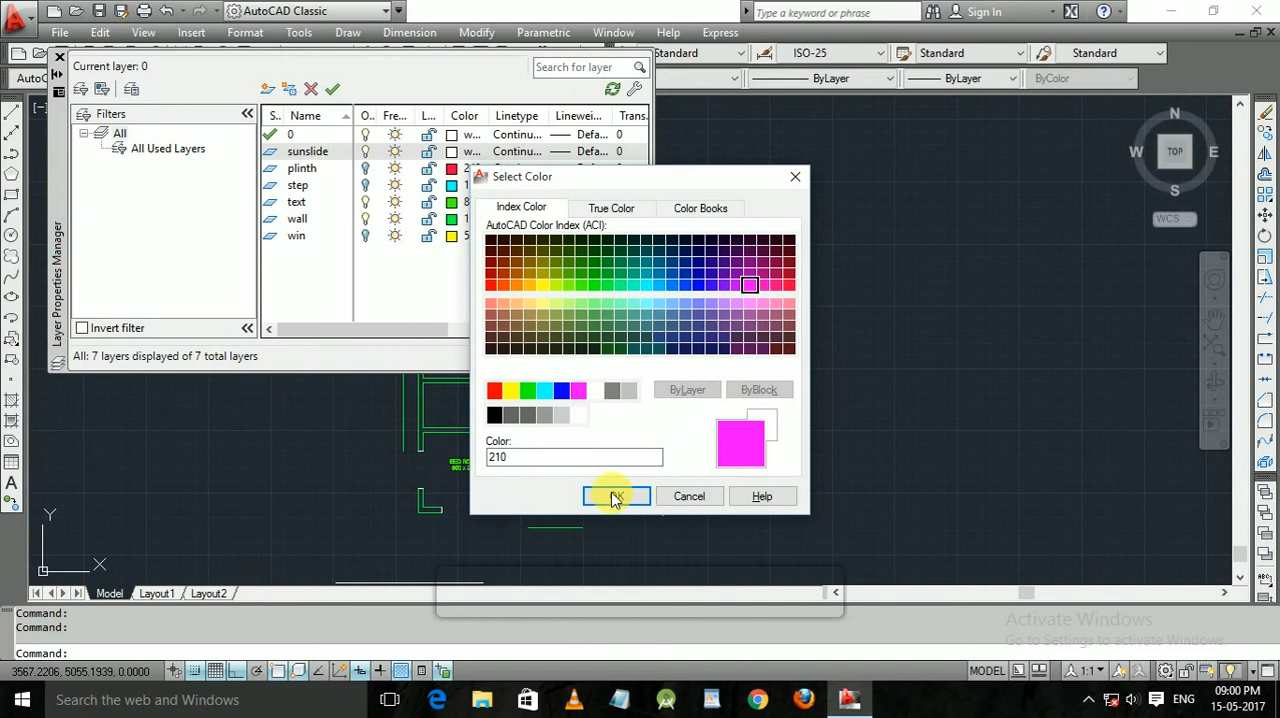 AutoCAD Classic
Type a keyword or phrase
Sign In
File Edit View Insert Format Tools Draw Dimension Modify Parametric Window Help Express
Standard ISO-25 Standard Standard
AutoC
ByLayer ByLayer ByColor
Current layer: 0
Search for layer
Filters
All
All Used Layers
S.. Name O.. Fre... L... Color Linetype Linewei... Trans.
0 w... Continu... Defa... 0
sunslide w... Continu... Defa... 0
plinth
step
text 8
wall 1
win 5
Invert filter
All: 7 layers displayed of 7 total layers
Layer Properties Manager
Select Color
Index Color True Color Color Books
AutoCAD Color Index (ACI):
ByLayer ByBlock
Color:
210
OK Cancel Help
N
W TOP E
S
WCS
Y
X
Model Layout1 Layout2
Command:
Command:
Command:
Activate Windows
Go to Settings to activate Windows.
3567.2206, 5055.1939, 0.0000
MODEL
1:1
Search the web and Windows
ENG
09:00 PM
15-05-2017